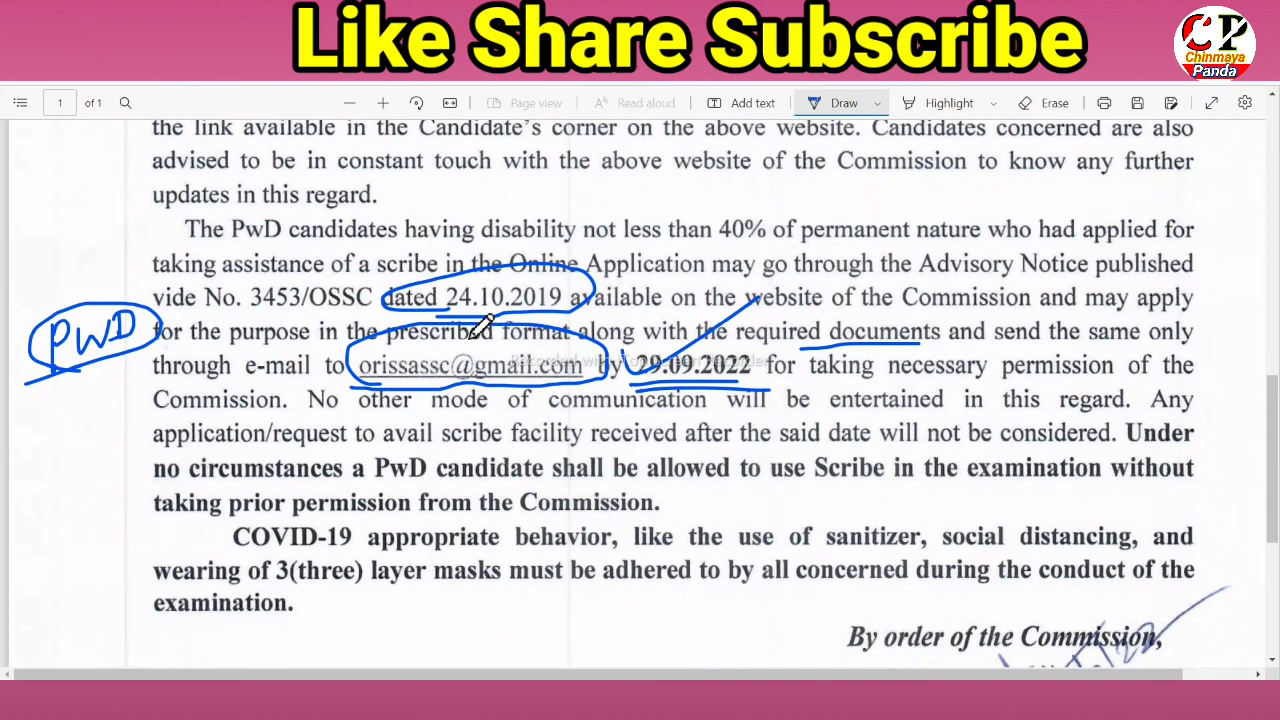 Like Share Subscribe
CP
Chinmaya
Panda
1 of 1 Page view Read aloud Add text Draw Highlight Erase
the link available in the Candidate's corner on the above website. Candidates concerned are also
advised to be in constant touch with the above website of the Commission to know any further
updates in this regard.
The PwD candidates having disability not less than 40% of permanent nature who had applied for
taking assistance of a scribe in the Online Application may go through the Advisory Notice published
vide No. 3453/OSSC dated 24.10.2019 available on the website of the Commission and may apply
PWD
for the purpose in the prescribed format along with the required documents and send the same only
through e-mail to orissassc@gmail.com by 29.09.2022 for taking necessary permission of the
Commission. No other mode of communication will be entertained in this regard. Any
application/request to avail scribe facility received after the said date will not be considered. Under
no circumstances a PwD candidate shall be allowed to use Scribe in the examination without
taking prior permission from the Commission.
COVID-19 appropriate behavior, like the use of sanitizer, social distancing, and
wearing of 3(three) layer masks must be adhered to by all concerned during the conduct of the
examination.
By order of the Commission,